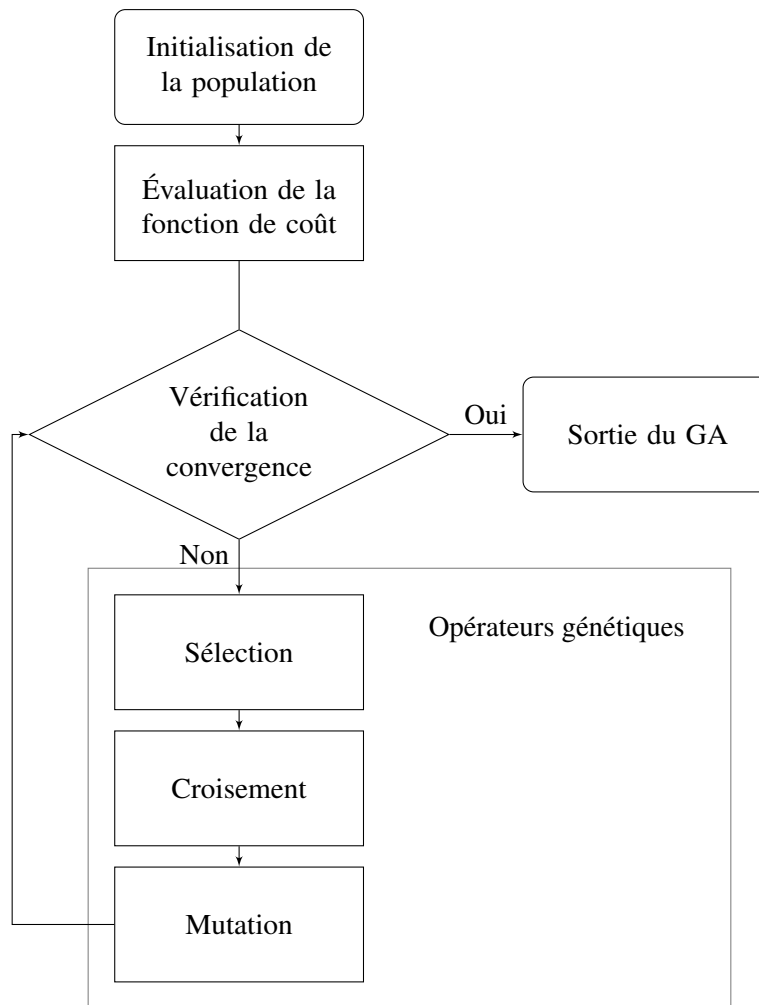 Initialisation de
la population
Évaluation de la
fonction de coût
Vérification
de la
convergence
Oui
Sortie du GA
Non
Opérateurs génétiques
Sélection
Croisement
Mutation